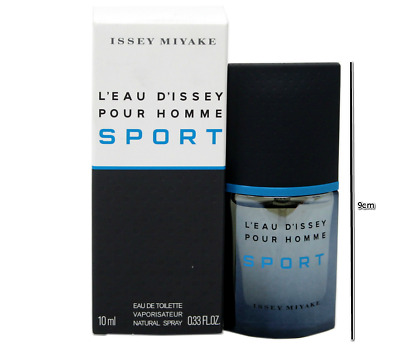 ISSEY MIYAKE
L'EAU D'ISSEY
POUR HOMME
SPORT
EAU DE TOILETTE
VAPORISATEUR
10 ml NATURAL SPRAY 0.33 FL.OZ.
L'EAU D'ISSEY
POUR HOMME
SPORT
ISSEY MIYAKE
9cm